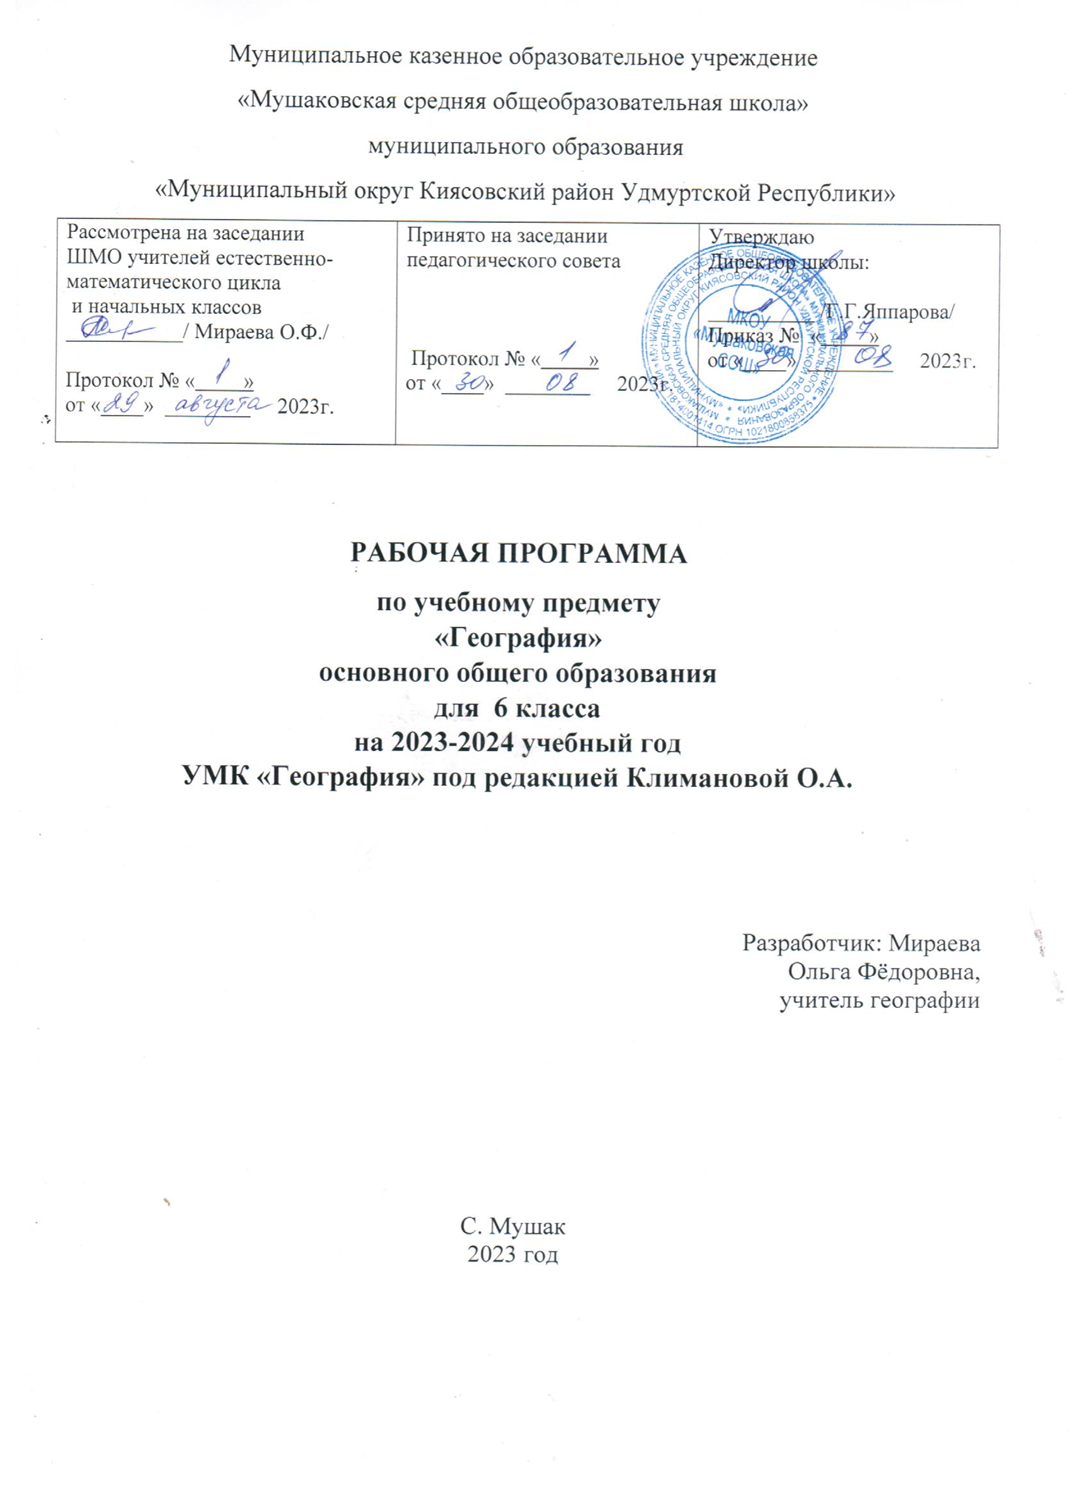 Муниципальное казенное образовательное учреждение
«Мушаковская средняя общеобразовательная школа»
муниципального образования
«Муниципальный округ Киясовский район Удмуртской Республики»
Рассмотрена на заседании
ШМО учителей естественно-
математического цикла
и начальных классов
/ Мираева О.Ф./
Протокол № « 1 »
от «29» августа 2023г.
Принято на заседании
педагогического совета
Протокол № « 1 »
от « 30» 08 2023г.
Утверждаю
Директор школы:
Г.Яппарова/
Приказ № « 87 »
от « 30 » 08 2023г.
МКОУ
«Мушаковская
СОШ»
РАБОЧАЯ ПРОГРАММА
по учебному предмету
«География»
основного общего образования
для 6 класса
на 2023-2024 учебный год
УМК «География» под редакцией Климановой О.А.
Разработчик: Мираева
Ольга Фёдоровна,
учитель географии
С. Мушак
2023 год